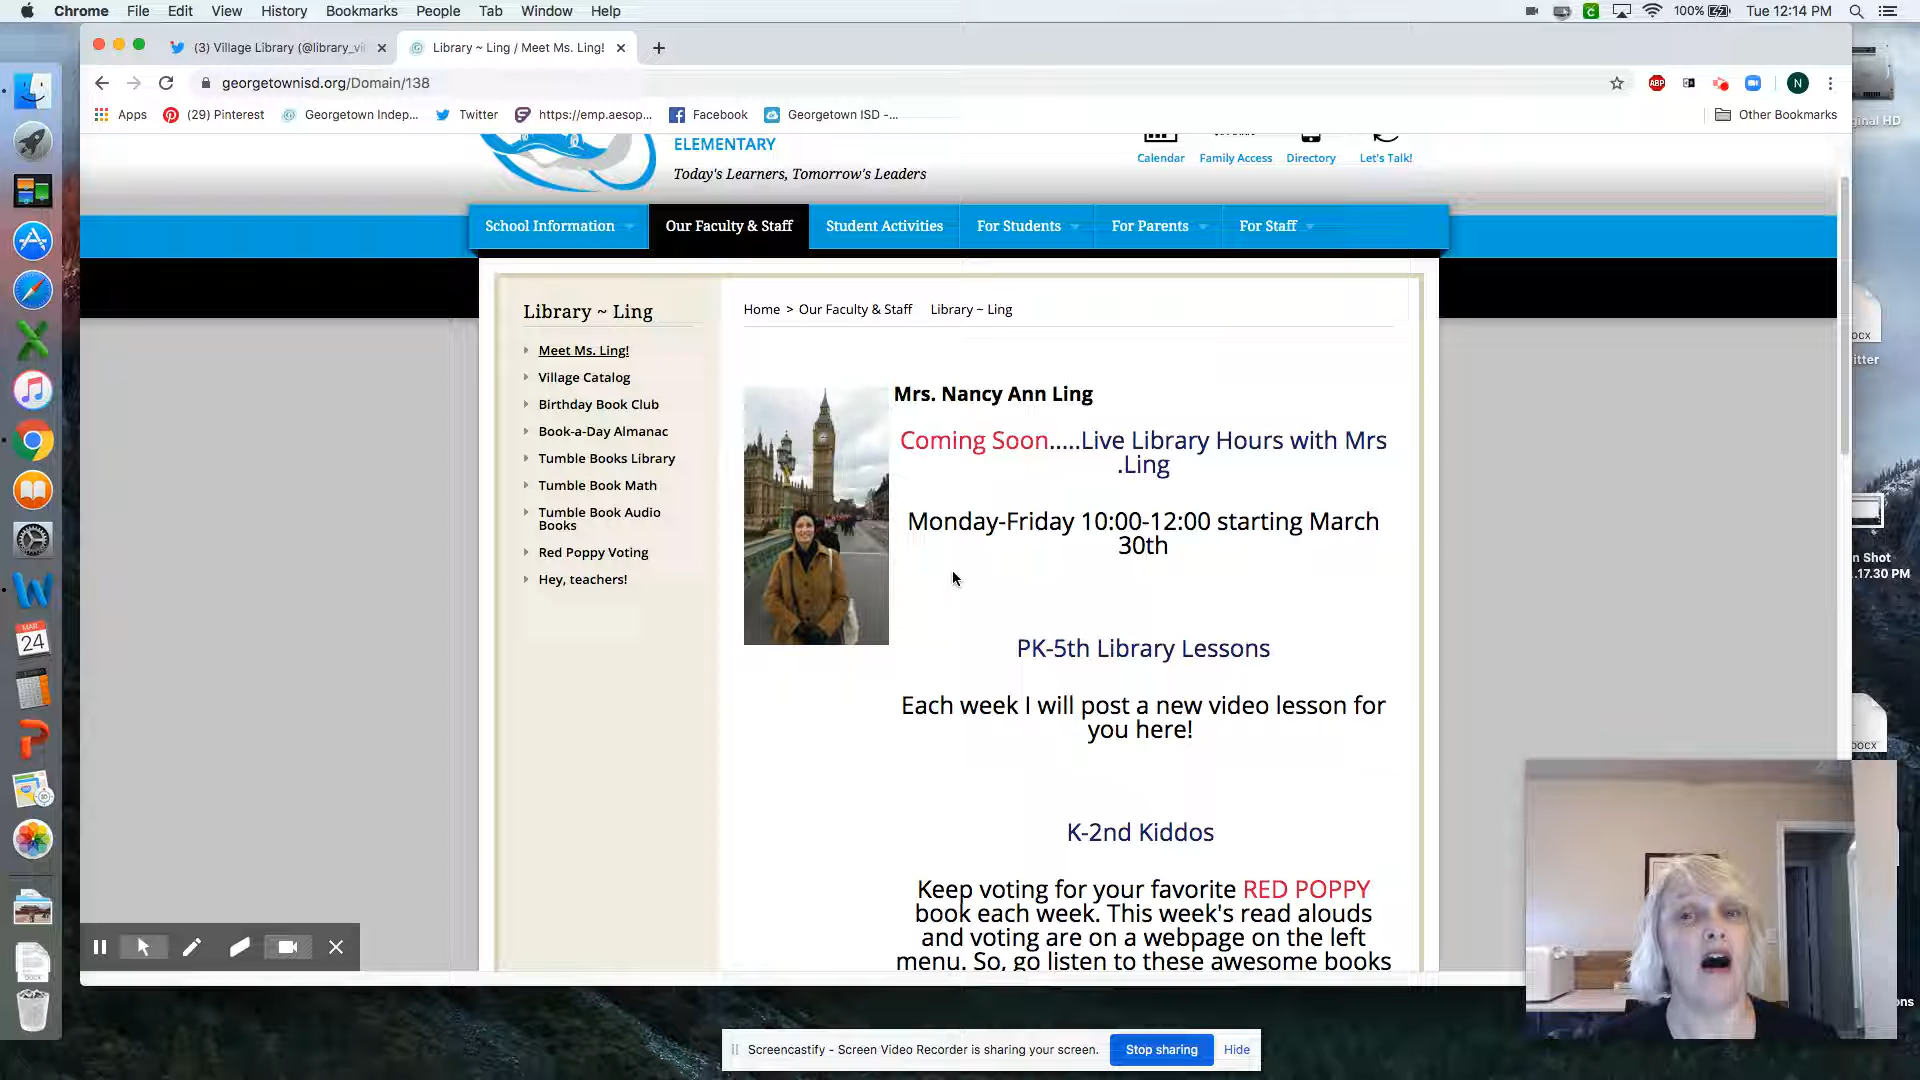 Chrome File Edit View History Bookmarks People Tab Window Help 100% Tue 12:14 PM
(3) Village Library (@library_vil
Library ~ Ling / Meet Ms. Ling!
georgetownisd.org/Domain/138
ABP
N
Apps (29) Pinterest Georgetown Indep... Twitter https://emp.aesop... Facebook Georgetown ISD -... Other Bookmarks
ELEMENTARY
Today's Learners, Tomorrow's Leaders
Calendar Family Access Directory Let's Talk!
School Information Our Faculty & Staff Student Activities For Students For Parents For Staff
Library ~ Ling
Meet Ms. Ling!
Village Catalog
Birthday Book Club
Book-a-Day Almanac
Tumble Books Library
Tumble Book Math
Tumble Book Audio
Books
Red Poppy Voting
Hey, teachers!
Home > Our Faculty & Staff Library ~ Ling
Mrs. Nancy Ann Ling
Coming Soon.....Live Library Hours with Mrs
.Ling
Monday-Friday 10:00-12:00 starting March
30th
PK-5th Library Lessons
Each week I will post a new video lesson for
you here!
K-2nd Kiddos
Keep voting for your favorite RED POPPY
book each week. This week's read alouds
and voting are on a webpage on the left
menu. So, go listen to these awesome books
Screencastify - Screen Video Recorder is sharing your screen. Stop sharing Hide
MAR
24
n Shot
.17.30 PM